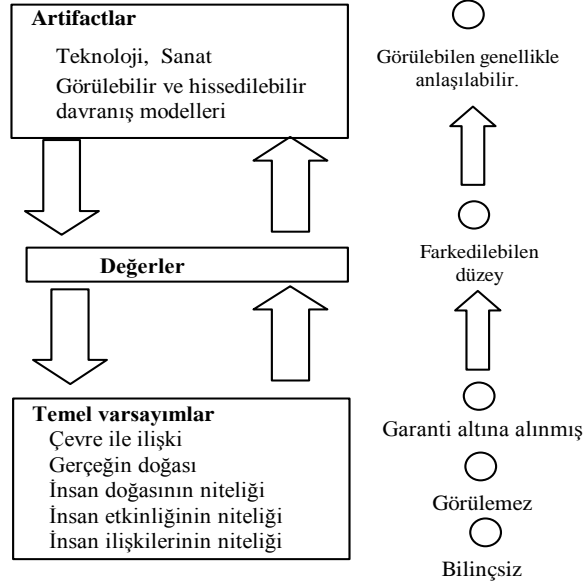 Artifactlar
Teknoloji, Sanat
Görülebilir ve hissedilebilir
davranış modelleri
Görülebilen genellikle
anlaşılabilir.
Değerler
Farkedilebilen
düzey
Temel varsayımlar
Çevre ile ilişki
Gerçeğin doğası
İnsan doğasının niteliği
İnsan etkinliğinin niteliği
İnsan ilişkilerinin niteliği
Garanti altına alınmış
Görülemez
Bilinçsiz